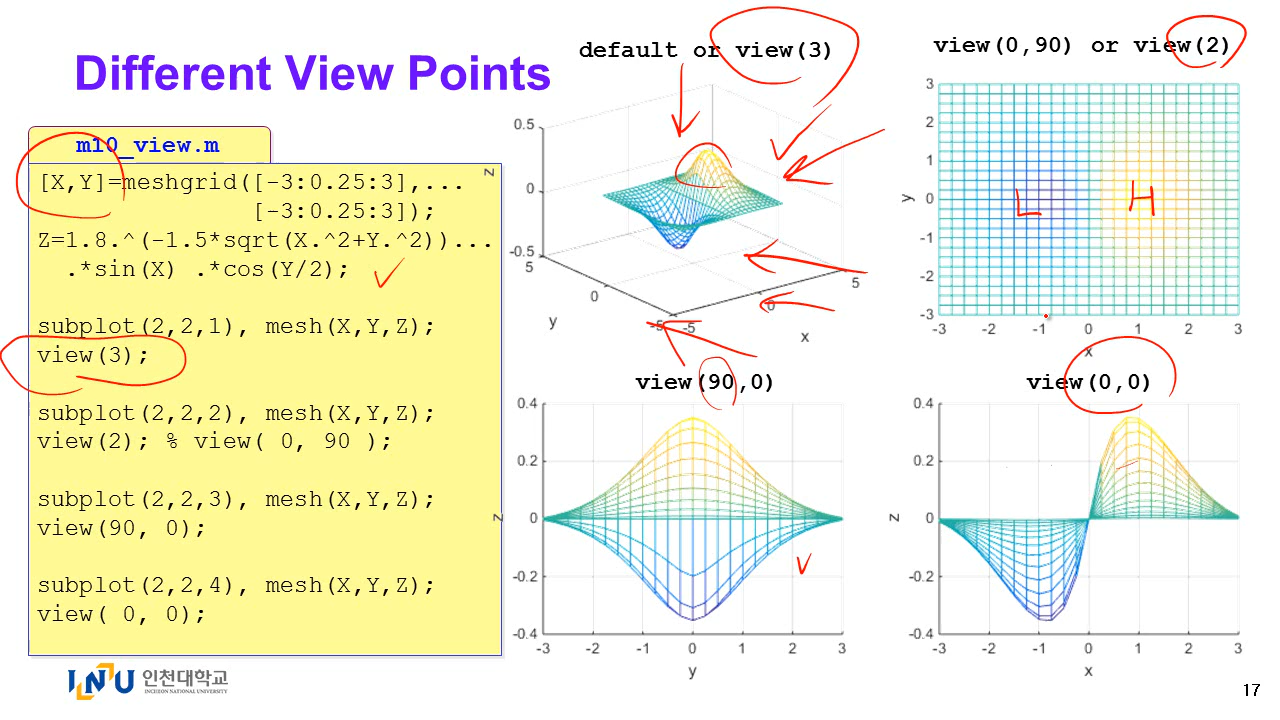 Different View Points
m10_view.m
[X,Y]=meshgrid([-3:0.25:3],...
[-3:0.25:3]);
Z=1.8.^(-1.5*sqrt(X.^2+Y.^2))...
.*sin(X) .*cos(Y/2);
subplot(2,2,1), mesh(X,Y,Z);
view(3);
subplot(2,2,2), mesh(X,Y,Z);
view(2); % view( 0, 90 );
subplot(2,2,3), mesh(X,Y,Z);
view(90, 0);
subplot(2,2,4), mesh(X,Y,Z);
view( 0, 0);
default or view(3)
0.5
0
-0.5
z
5
0
-5
y
-5
0
5
x
view(0,90) or view(2)
3
2
1
0
-1
-2
-3
y
L H
-3 -2 -1 0 1 2 3
x
view(90,0)
0.4
0.2
0
-0.2
-0.4
z
-3 -2 -1 0 1 2 3
y
view(0,0)
0.4
0.2
0
-0.2
-0.4
z
-3 -2 -1 0 1 2 3
x
INU 인천대학교
INCHEON NATIONAL UNIVERSITY
17